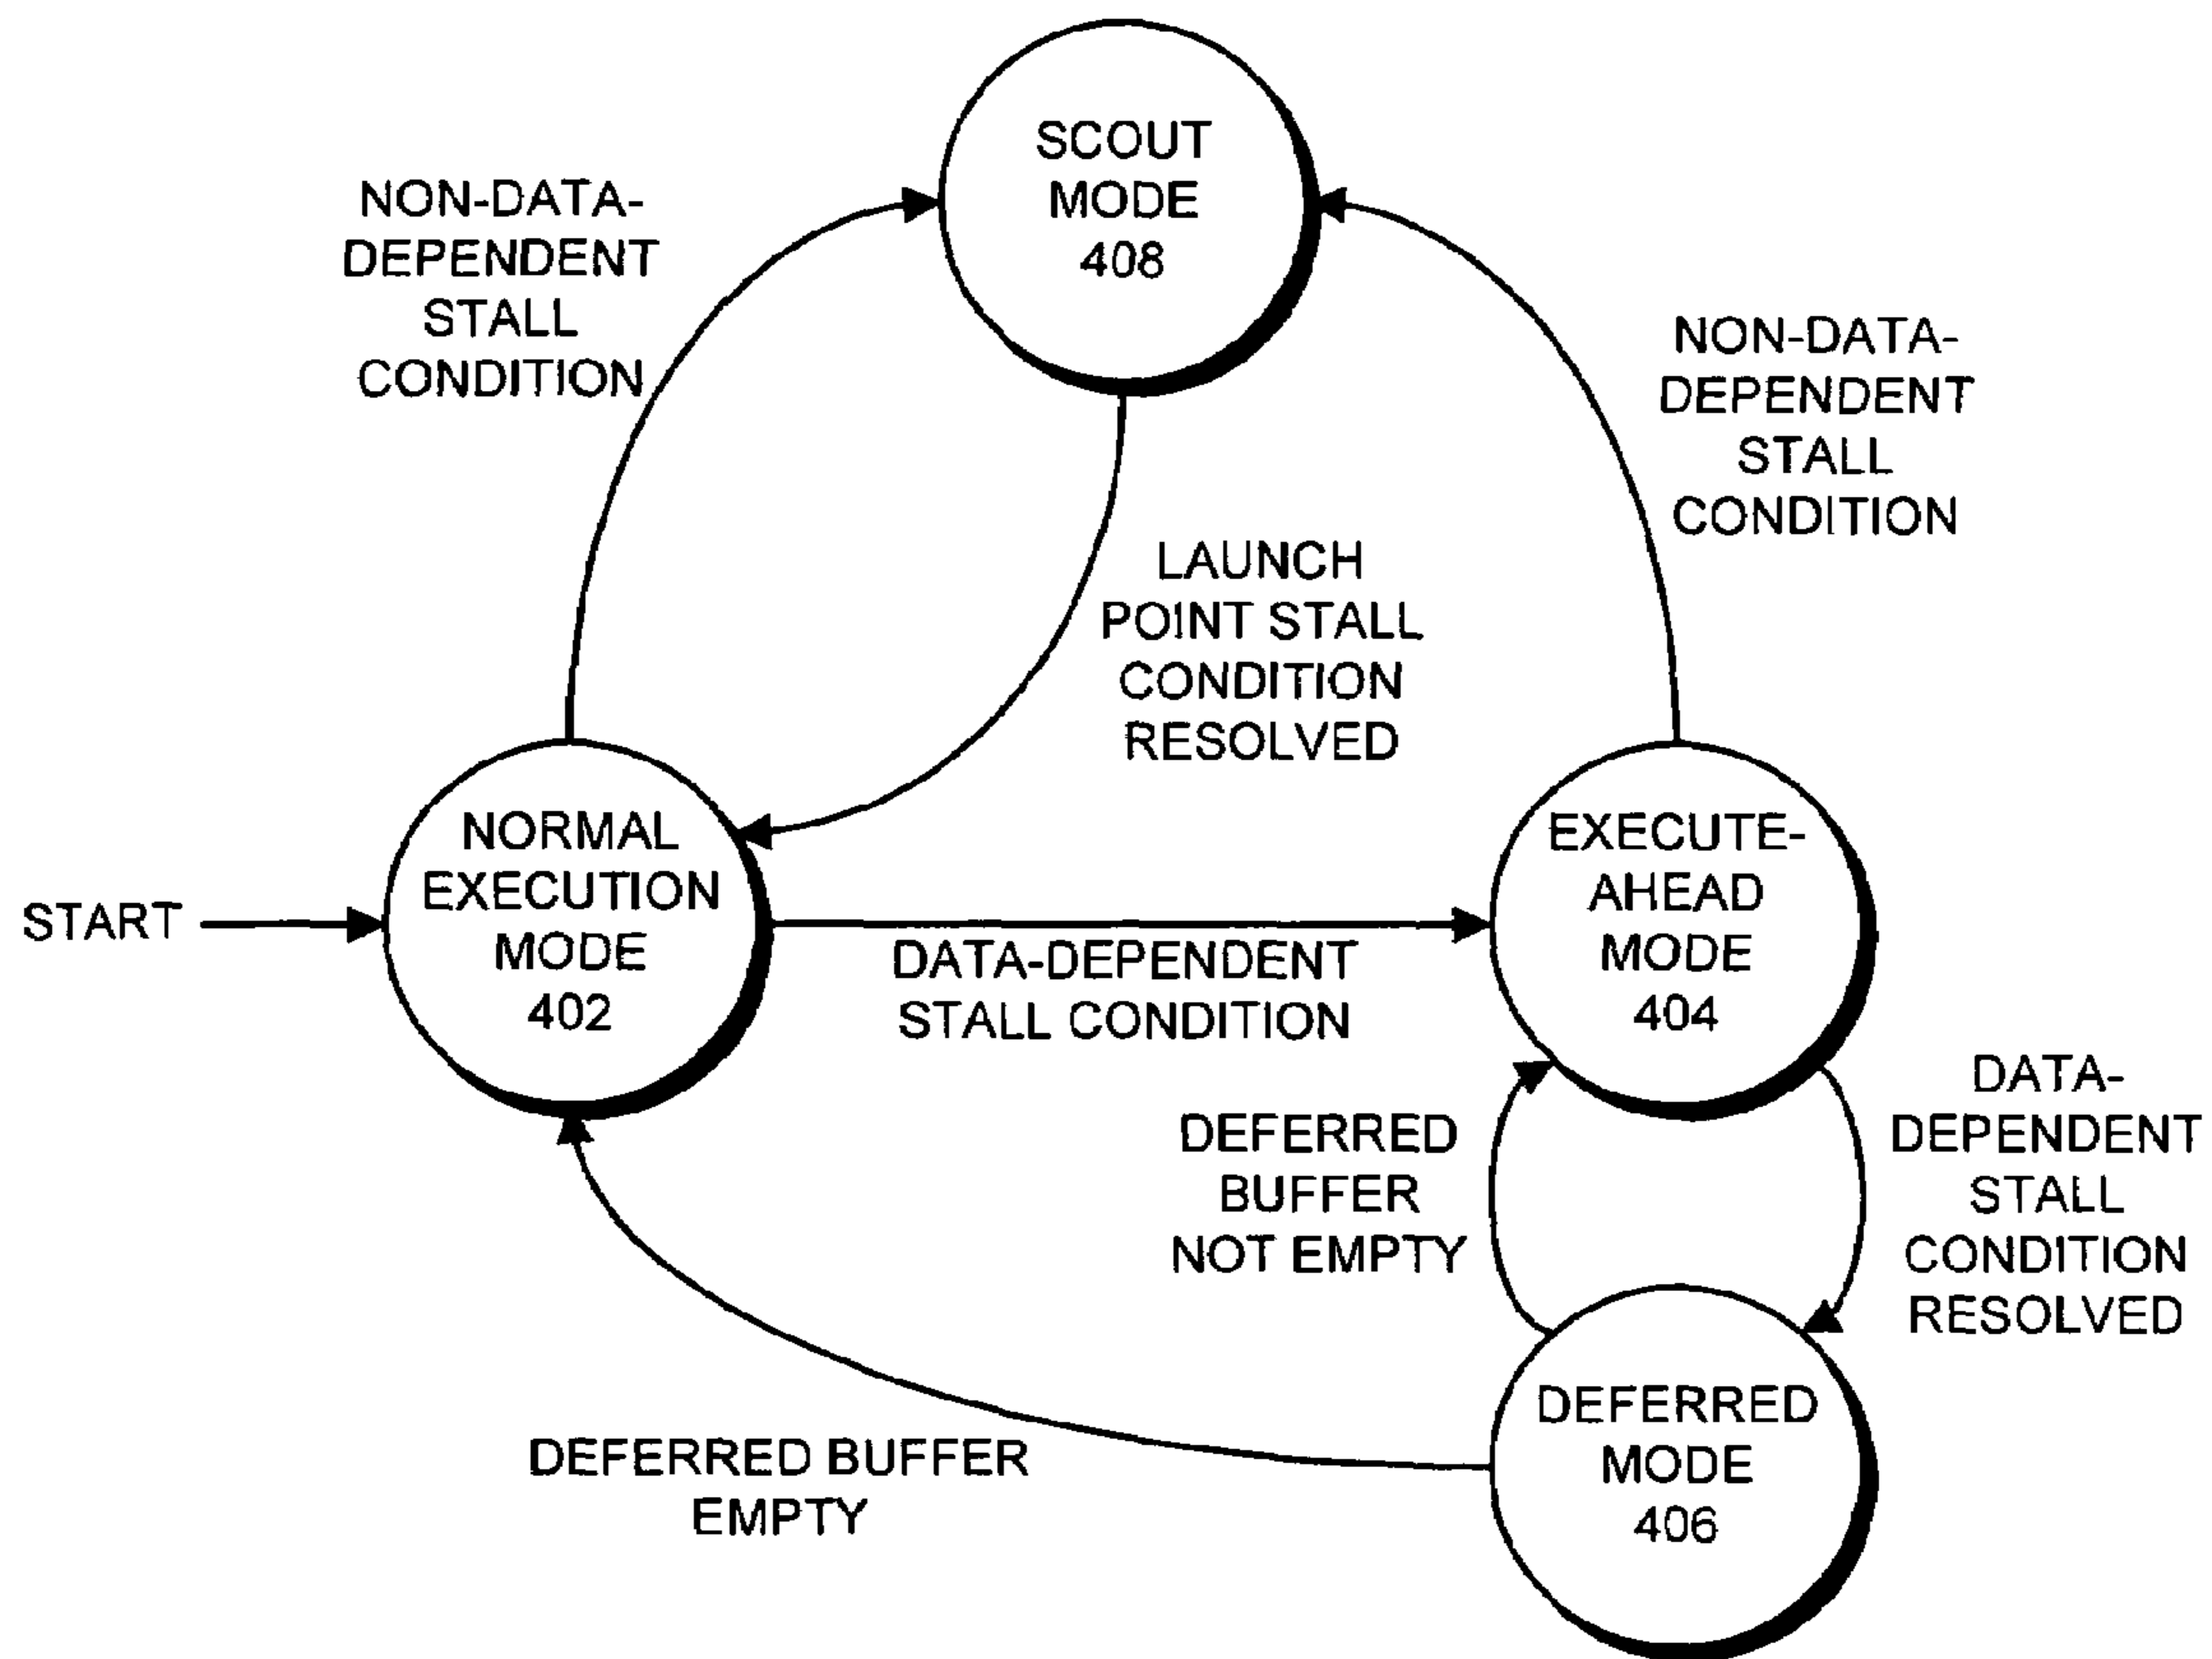 SCOUT
MODE
408
NON-DATA-
DEPENDENT
STALL
CONDITION
NON-DATA-
DEPENDENT
STALL
CONDITION
LAUNCH
POINT STALL
CONDITION
RESOLVED
START
NORMAL
EXECUTION
MODE
402
DATA-DEPENDENT
STALL CONDITION
EXECUTE-
AHEAD
MODE
404
DEFERRED
BUFFER
NOT EMPTY
DATA-
DEPENDENT
STALL
CONDITION
RESOLVED
DEFERRED BUFFER
EMPTY
DEFERRED
MODE
406